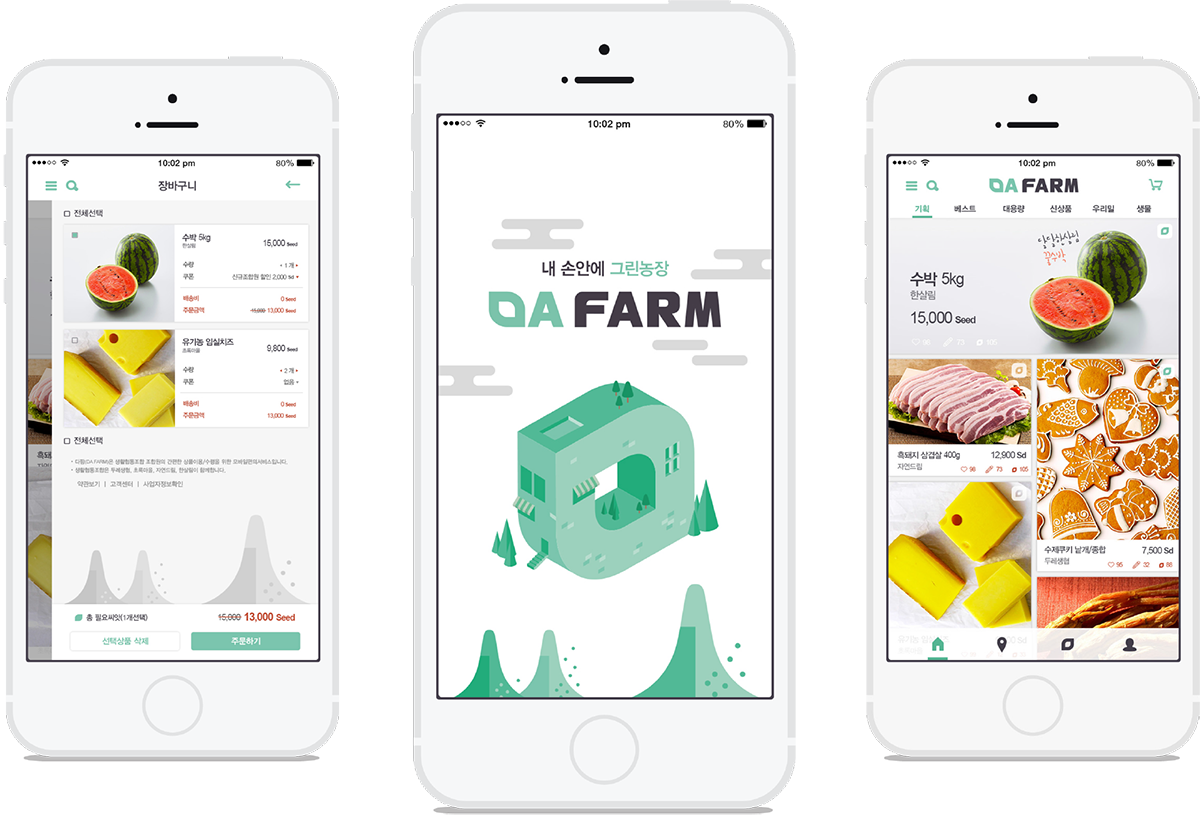 10:02 pm
80%
장바구니
전체선택
수박 5kg
한살림
15,000 Seed
수량
1 개
쿠폰
신규조합원 할인 2,000 Sd
배송비
0 Seed
주문금액
15,000 13,000 Seed
유기농 임실치즈
초록마을
9,800 Seed
수량
2 개
쿠폰
없음
배송비
0 Seed
주문금액
13,000 Seed
전체선택
약관보기 | 고객센터 | 사업자정보확인
총 필요씨앗(1개선택)
15,000 13,000 Seed
선택상품 삭제
주문하기
10:02 pm
80%
내 손안에 그린농장
DA FARM
10:02 pm
80%
DA FARM
기획 베스트 대용량 신상품 우리밀 생물
수박 5kg
한살림
15,000 Seed
96 73 105
흑돼지 삼겹살 400g
12,900 Sd
자연드림
96 73 105
수제쿠키 낱개/종합
7,500 Sd
두레생협
95 32 86